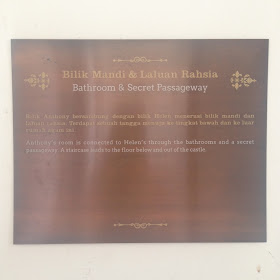 Bilik Mandi & Laluan Rahsia
Bathroom & Secret Passageway
Bilik Anthony bersambung dengan bilik Helen menerusi bilik mandi dan
laluan rahsia. Terdapat sebuah tangga menuju ke tingkat bawah dan ke luar
Anthony's room is connected to Helen's through the bathrooms and a secret
passageway. A staircase leads to the floor below and out of the castle.